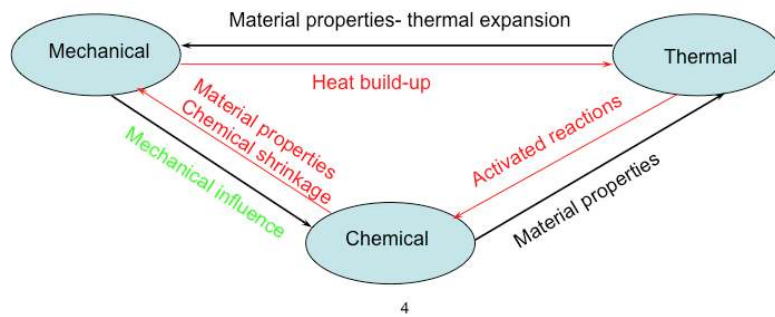 Material properties- thermal expansion
Mechanical
Thermal
Heat build-up
Material properties
Chemical shrinkage
Activated reactions
Mechanical influence
Material properties
Chemical
4